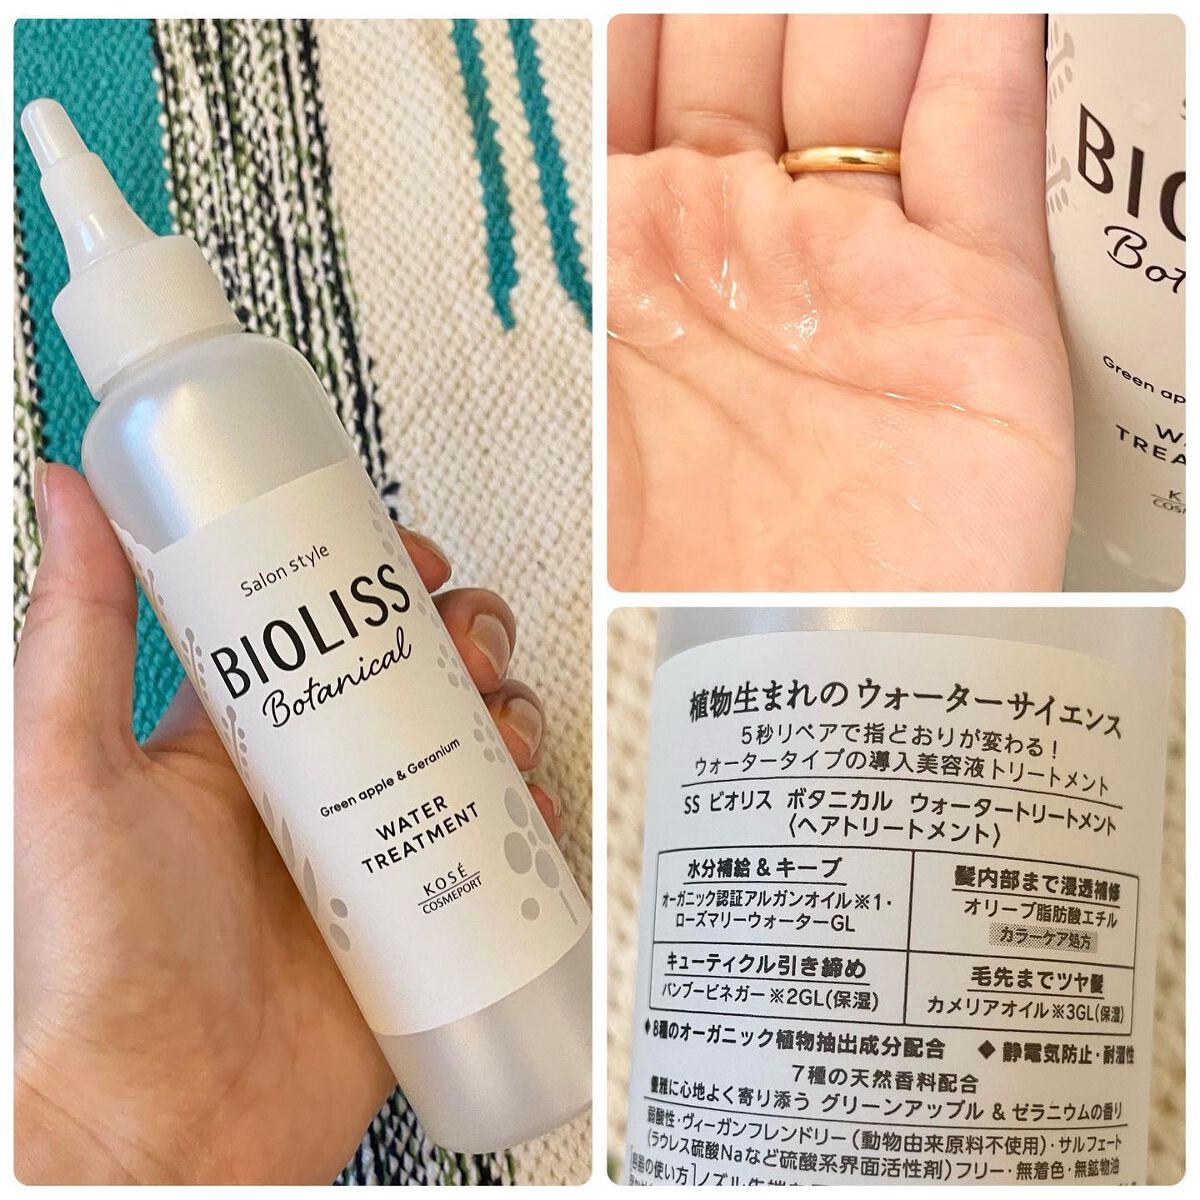 Salon style
BIOLISS
Botanical
Green apple & Geranium
WATER
TREATMENT
KOSÉ
COSMEPORT
植物生まれのウォーターサイエンス
5秒リペアで指どおりが変わる！
ウォータータイプの導入美容液トリートメント
SS ビオリス ボタニカル ウォータートリートメント
〈ヘアトリートメント〉
水分補給＆キープ
オーガニック認証アルガンオイル※1・
ローズマリーウォーターGL
髪内部まで浸透補修
オリーブ脂肪酸エチル
カラーケア処方
キューティクル引き締め
バンブービネガー※2GL(保湿)
毛先までツヤ髪
カメリアオイル※3GL(保湿)
◆8種のオーガニック植物抽出成分配合 ◆静電気防止・耐湿性
7種の天然香料配合
優雅に心地よく寄り添う グリーンアップル & ゼラニウムの香り
弱酸性・ヴィーガンフレンドリー（動物由来原料不使用）・サルフェート
（ラウレス硫酸Naなど硫酸系界面活性剤）フリー・無着色・無鉱物油